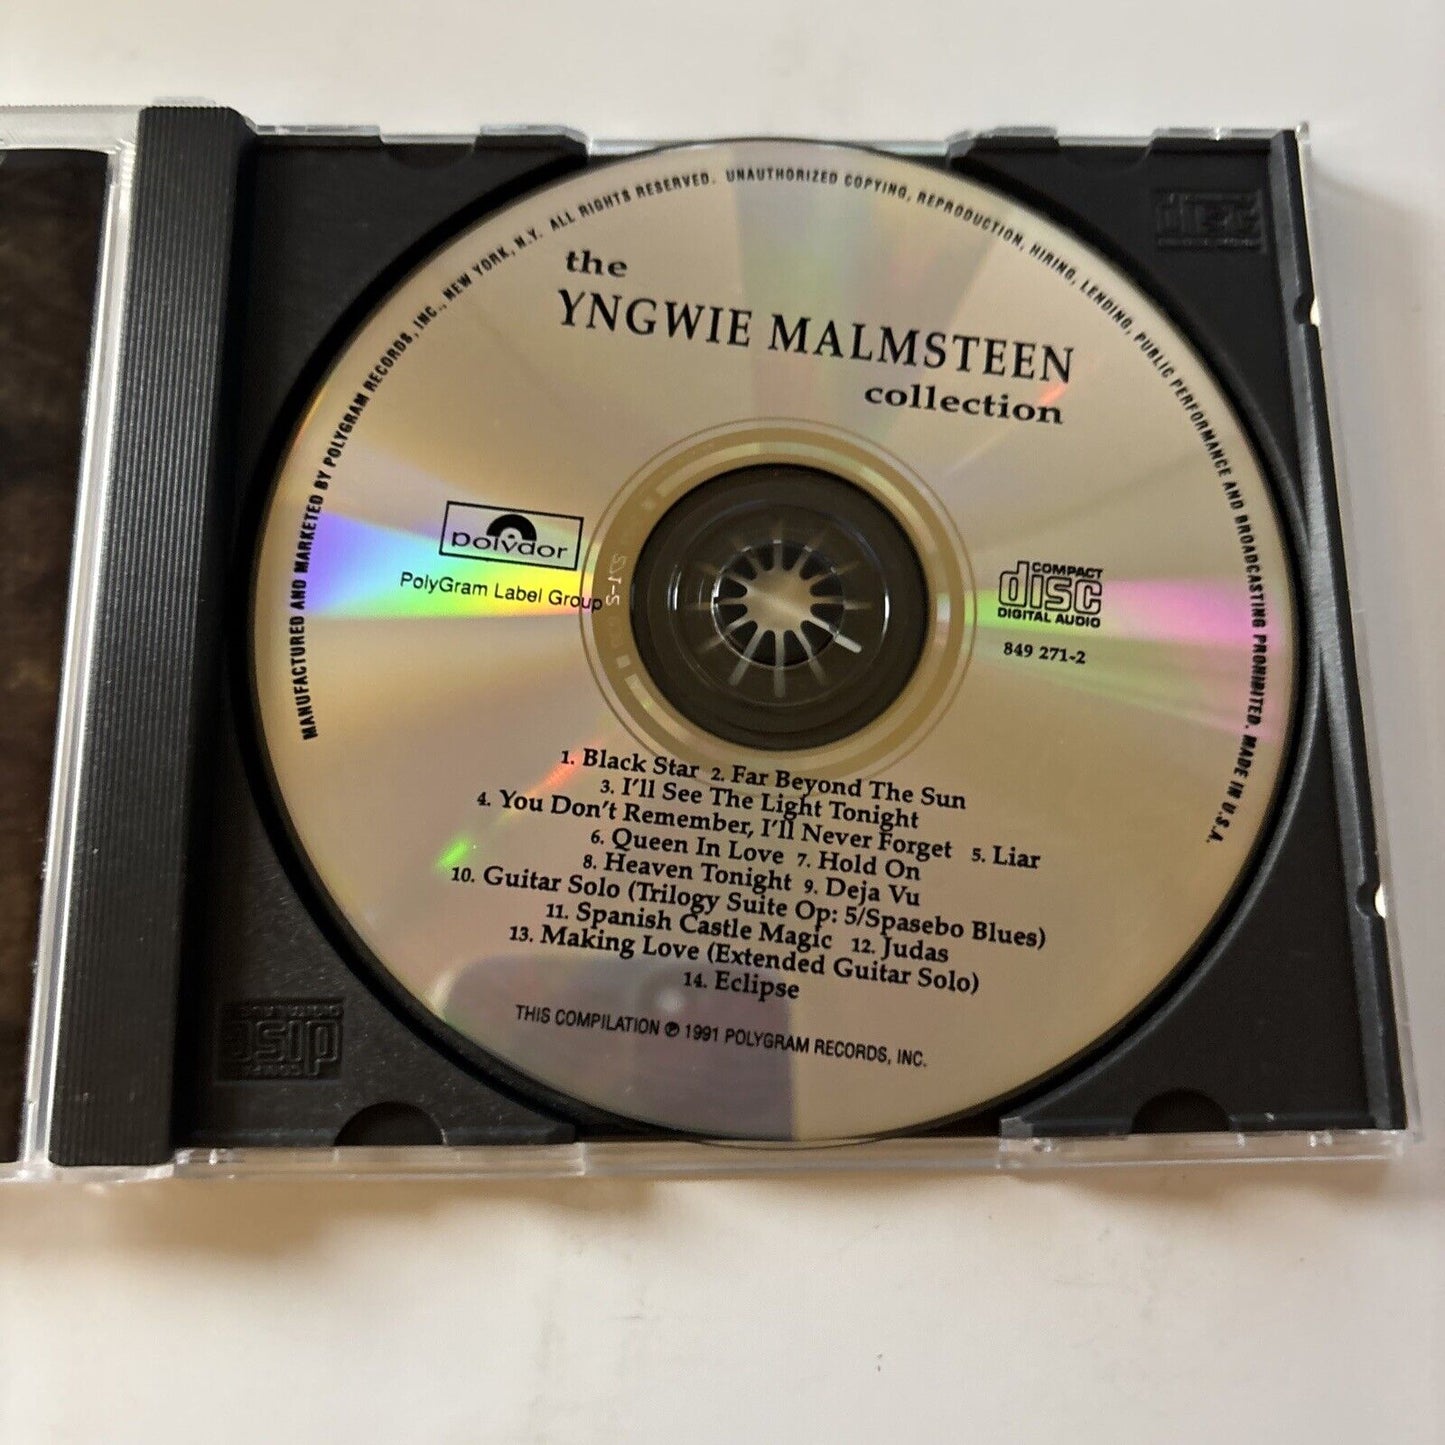 MANUFACTURED AND MARKETED BY POLYGRAM RECORDS, INC., NEW YORK, N.Y. ALL RIGHTS RESERVED. UNAUTHORIZED COPYING, REPRODUCTION, HIRING, LENDING, PUBLIC PERFORMANCE AND BROADCASTING PROHIBITED. MADE IN U.S.A.
the
YNGWIE MALMSTEEN
collection
polydor
PolyGram Label Group
COMPACT
disc
DIGITAL AUDIO
849 271-2
1. Black Star 2. Far Beyond The Sun
3. I'll See The Light Tonight
4. You Don't Remember, I'll Never Forget 5. Liar
6. Queen In Love 7. Hold On
8. Heaven Tonight 9. Deja Vu
10. Guitar Solo (Trilogy Suite Op: 5/Spasebo Blues)
11. Spanish Castle Magic 12. Judas
13. Making Love (Extended Guitar Solo)
14. Eclipse
THIS COMPILATION ℗ 1991 POLYGRAM RECORDS, INC.
disc
COMPACT
disc